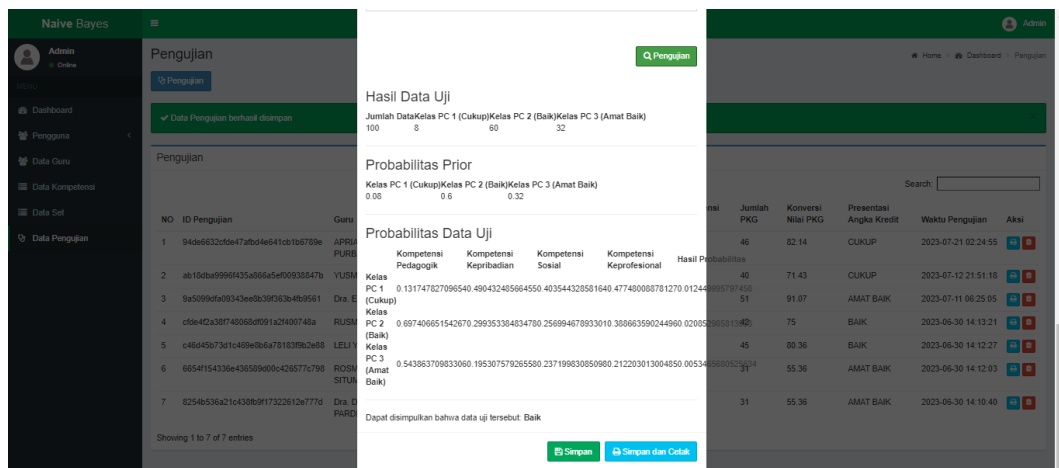 Naive Bayes
Admin
Admin
Online
MENU
Dashboard
Pengguna
Data Guru
Data Kompetensi
Data Set
Data Pengujian
Pengujian
Home > Dashboard > Pengujian
Pengujian
Data Pengujian berhasil disimpan
Pengujian
Search:
NO ID Pengujian Guru Jumlah PKG Konversi Nilai PKG Presentasi Angka Kredit Waktu Pengujian Aksi
1 94de6632cfde47afbd4e641cb1b6789e 46 82.14 CUKUP 2023-07-21 02:24:55
2 ab18dba9996f435a866a5ef00938847b 40 71.43 CUKUP 2023-07-12 21:51:18
3 9a5099dfa09343ee8b39f363b4fb9561 Dra. 51 91.07 AMAT BAIK 2023-07-11 06:25:05
4 cfde4f2a38f748068df091a2f400748a 42 75 BAIK 2023-06-30 14:13:21
5 c46d45b73d1c469e8b6a78183f9b2e88 LELI 45 80.36 BAIK 2023-06-30 14:12:27
6 6654f154336e436589d00c426577c798 31 55.36 AMAT BAIK 2023-06-30 14:12:03
7 8254b536a21c438fb9f17322612e777d Dra. 31 55.36 AMAT BAIK 2023-06-30 14:10:40
Showing 1 to 7 of 7 entries
Pengujian
Hasil Data Uji
Jumlah DataKelas PC 1 (Cukup)Kelas PC 2 (Baik)Kelas PC 3 (Amat Baik)
100 8 60 32
Probabilitas Prior
Kelas PC 1 (Cukup)Kelas PC 2 (Baik)Kelas PC 3 (Amat Baik)
0.08 0.6 0.32
Probabilitas Data Uji
Kompetensi Pedagogik Kompetensi Kepribadian Kompetensi Sosial Kompetensi Keprofesional Hasil Probabilitas
Kelas PC 1 (Cukup) 0.131747827096540.490432485664550.403544328581640.477480088781270.01244
Kelas PC 2 (Baik) 0.697406651542670.299353384834780.256994678933010.388663590244960.02085
Kelas PC 3 (Amat Baik) 0.543863709833060.195307579265580.237199830850980.212203013004850.0053
Dapat disimpulkan bahwa data uji tersebut: Baik
Simpan
Simpan dan Cetak